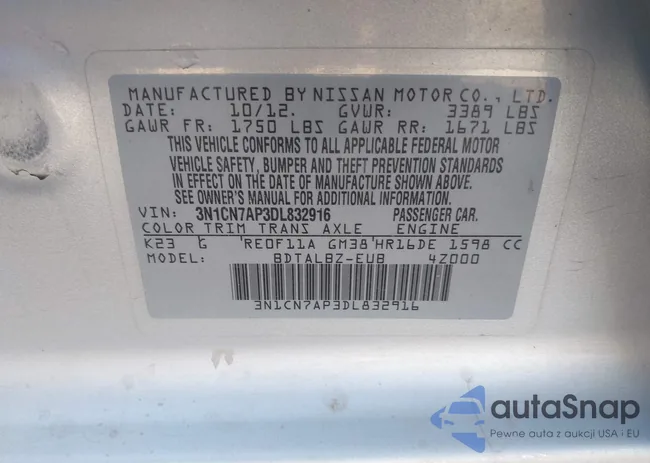 MANUFACTURED BY NISSAN MOTOR CO., LTD.
DATE: 10/12. GVWR: 3389 LBS
GAWR FR: 1750 LBS GAWR RR: 1671 LBS
THIS VEHICLE CONFORMS TO ALL APPLICABLE FEDERAL MOTOR
VEHICLE SAFETY, BUMPER AND THEFT PREVENTION STANDARDS
IN EFFECT ON THE DATE OF MANUFACTURE SHOWN ABOVE.
SEE OWNER'S MANUAL FOR ADDITIONAL INFORMATION.
VIN: 3N1CN7AP3DL832916 PASSENGER CAR.
COLOR TRIM TRANS AXLE ENGINE
K23 G 'RE0F11A GM38'HR16DE 1598 CC
MODEL: BDTALBZ-EUB 4Z000
3N1CN7AP3DL832916
autaSnap
Pewne auta z aukcji USA i EU